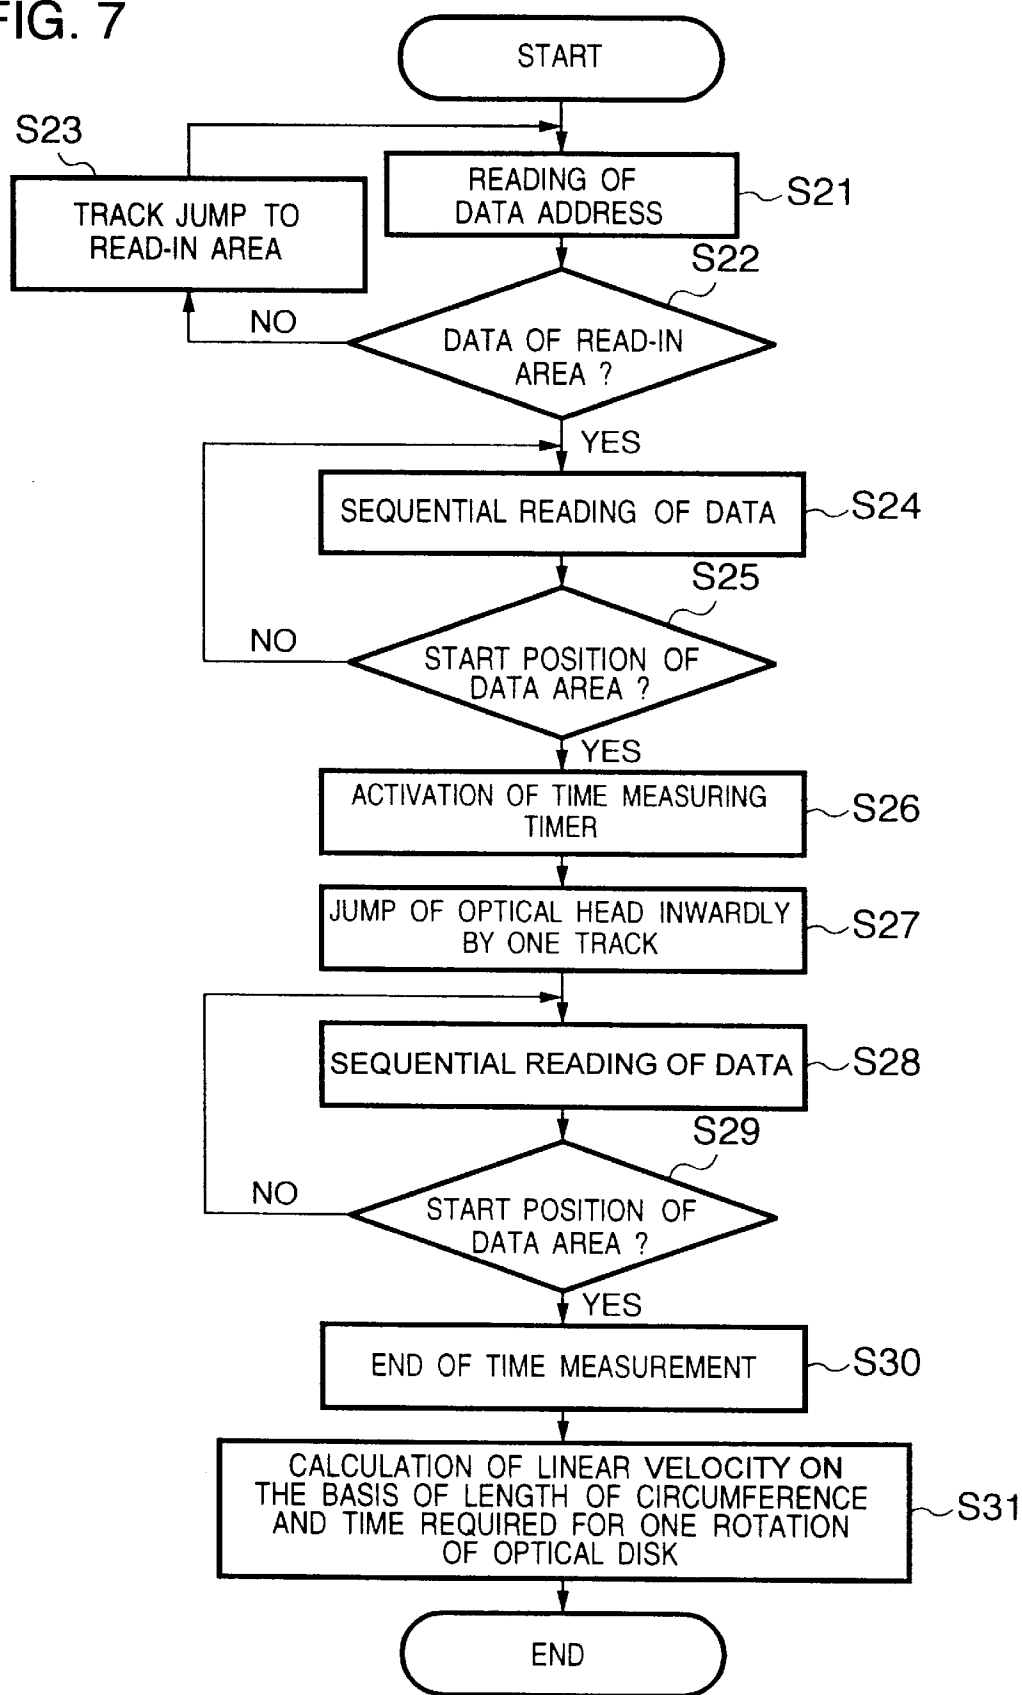 FIG. 7
START
S23
TRACK JUMP TO
READ-IN AREA
READING OF
DATA ADDRESS
S21
S22
NO
DATA OF READ-IN
AREA ?
YES
SEQUENTIAL READING OF DATA
S24
S25
NO
START POSITION OF
DATA AREA ?
YES
ACTIVATION OF TIME MEASURING
TIMER
S26
JUMP OF OPTICAL HEAD INWARDLY
BY ONE TRACK
S27
SEQUENTIAL READING OF DATA
S28
S29
NO
START POSITION OF
DATA AREA ?
YES
END OF TIME MEASUREMENT
S30
CALCULATION OF LINEAR VELOCITY ON
THE BASIS OF LENGTH OF CIRCUMFERENCE
AND TIME REQUIRED FOR ONE ROTATION
OF OPTICAL DISK
S31
END